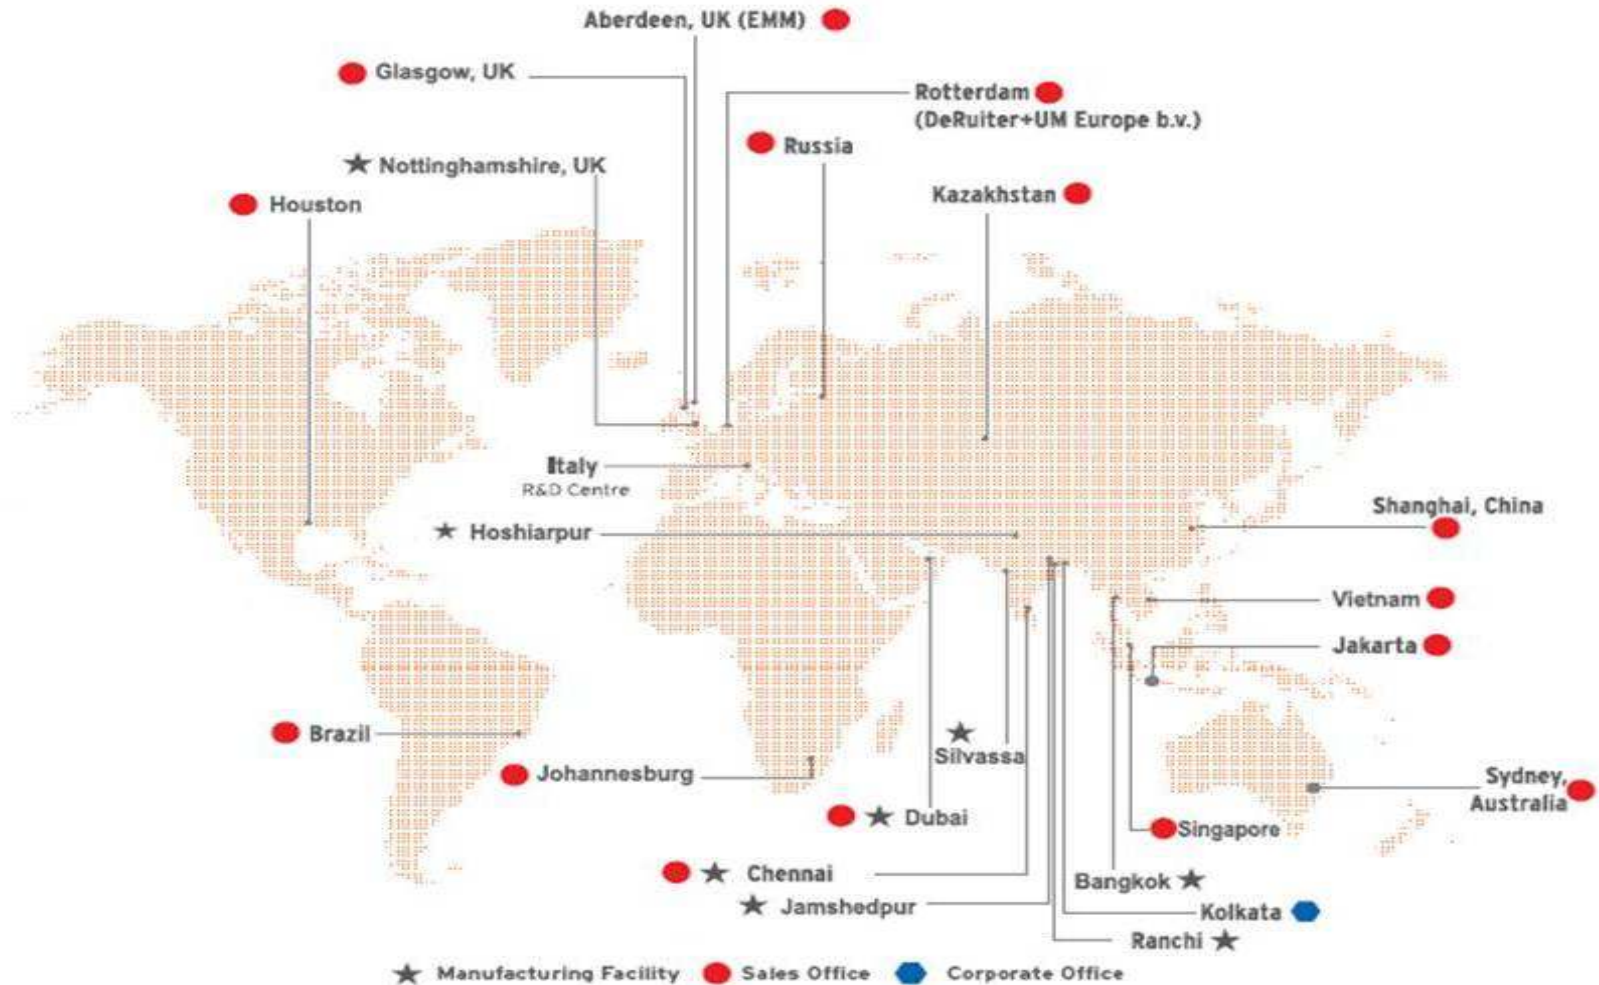 Aberdeen, UK (EMM)
Glasgow, UK
Rotterdam
(DeRuiter+UM Europe b.v.)
Russia
Nottinghamshire, UK
Kazakhstan
Houston
Italy
R&D Centre
Shanghai, China
Hoshiarpur
Vietnam
Jakarta
Brazil
Silvassa
Johannesburg
Sydney,
Australia
Dubai
Singapore
Chennai
Bangkok
Jamshedpur
Kolkata
Ranchi
Manufacturing Facility
Sales Office
Corporate Office